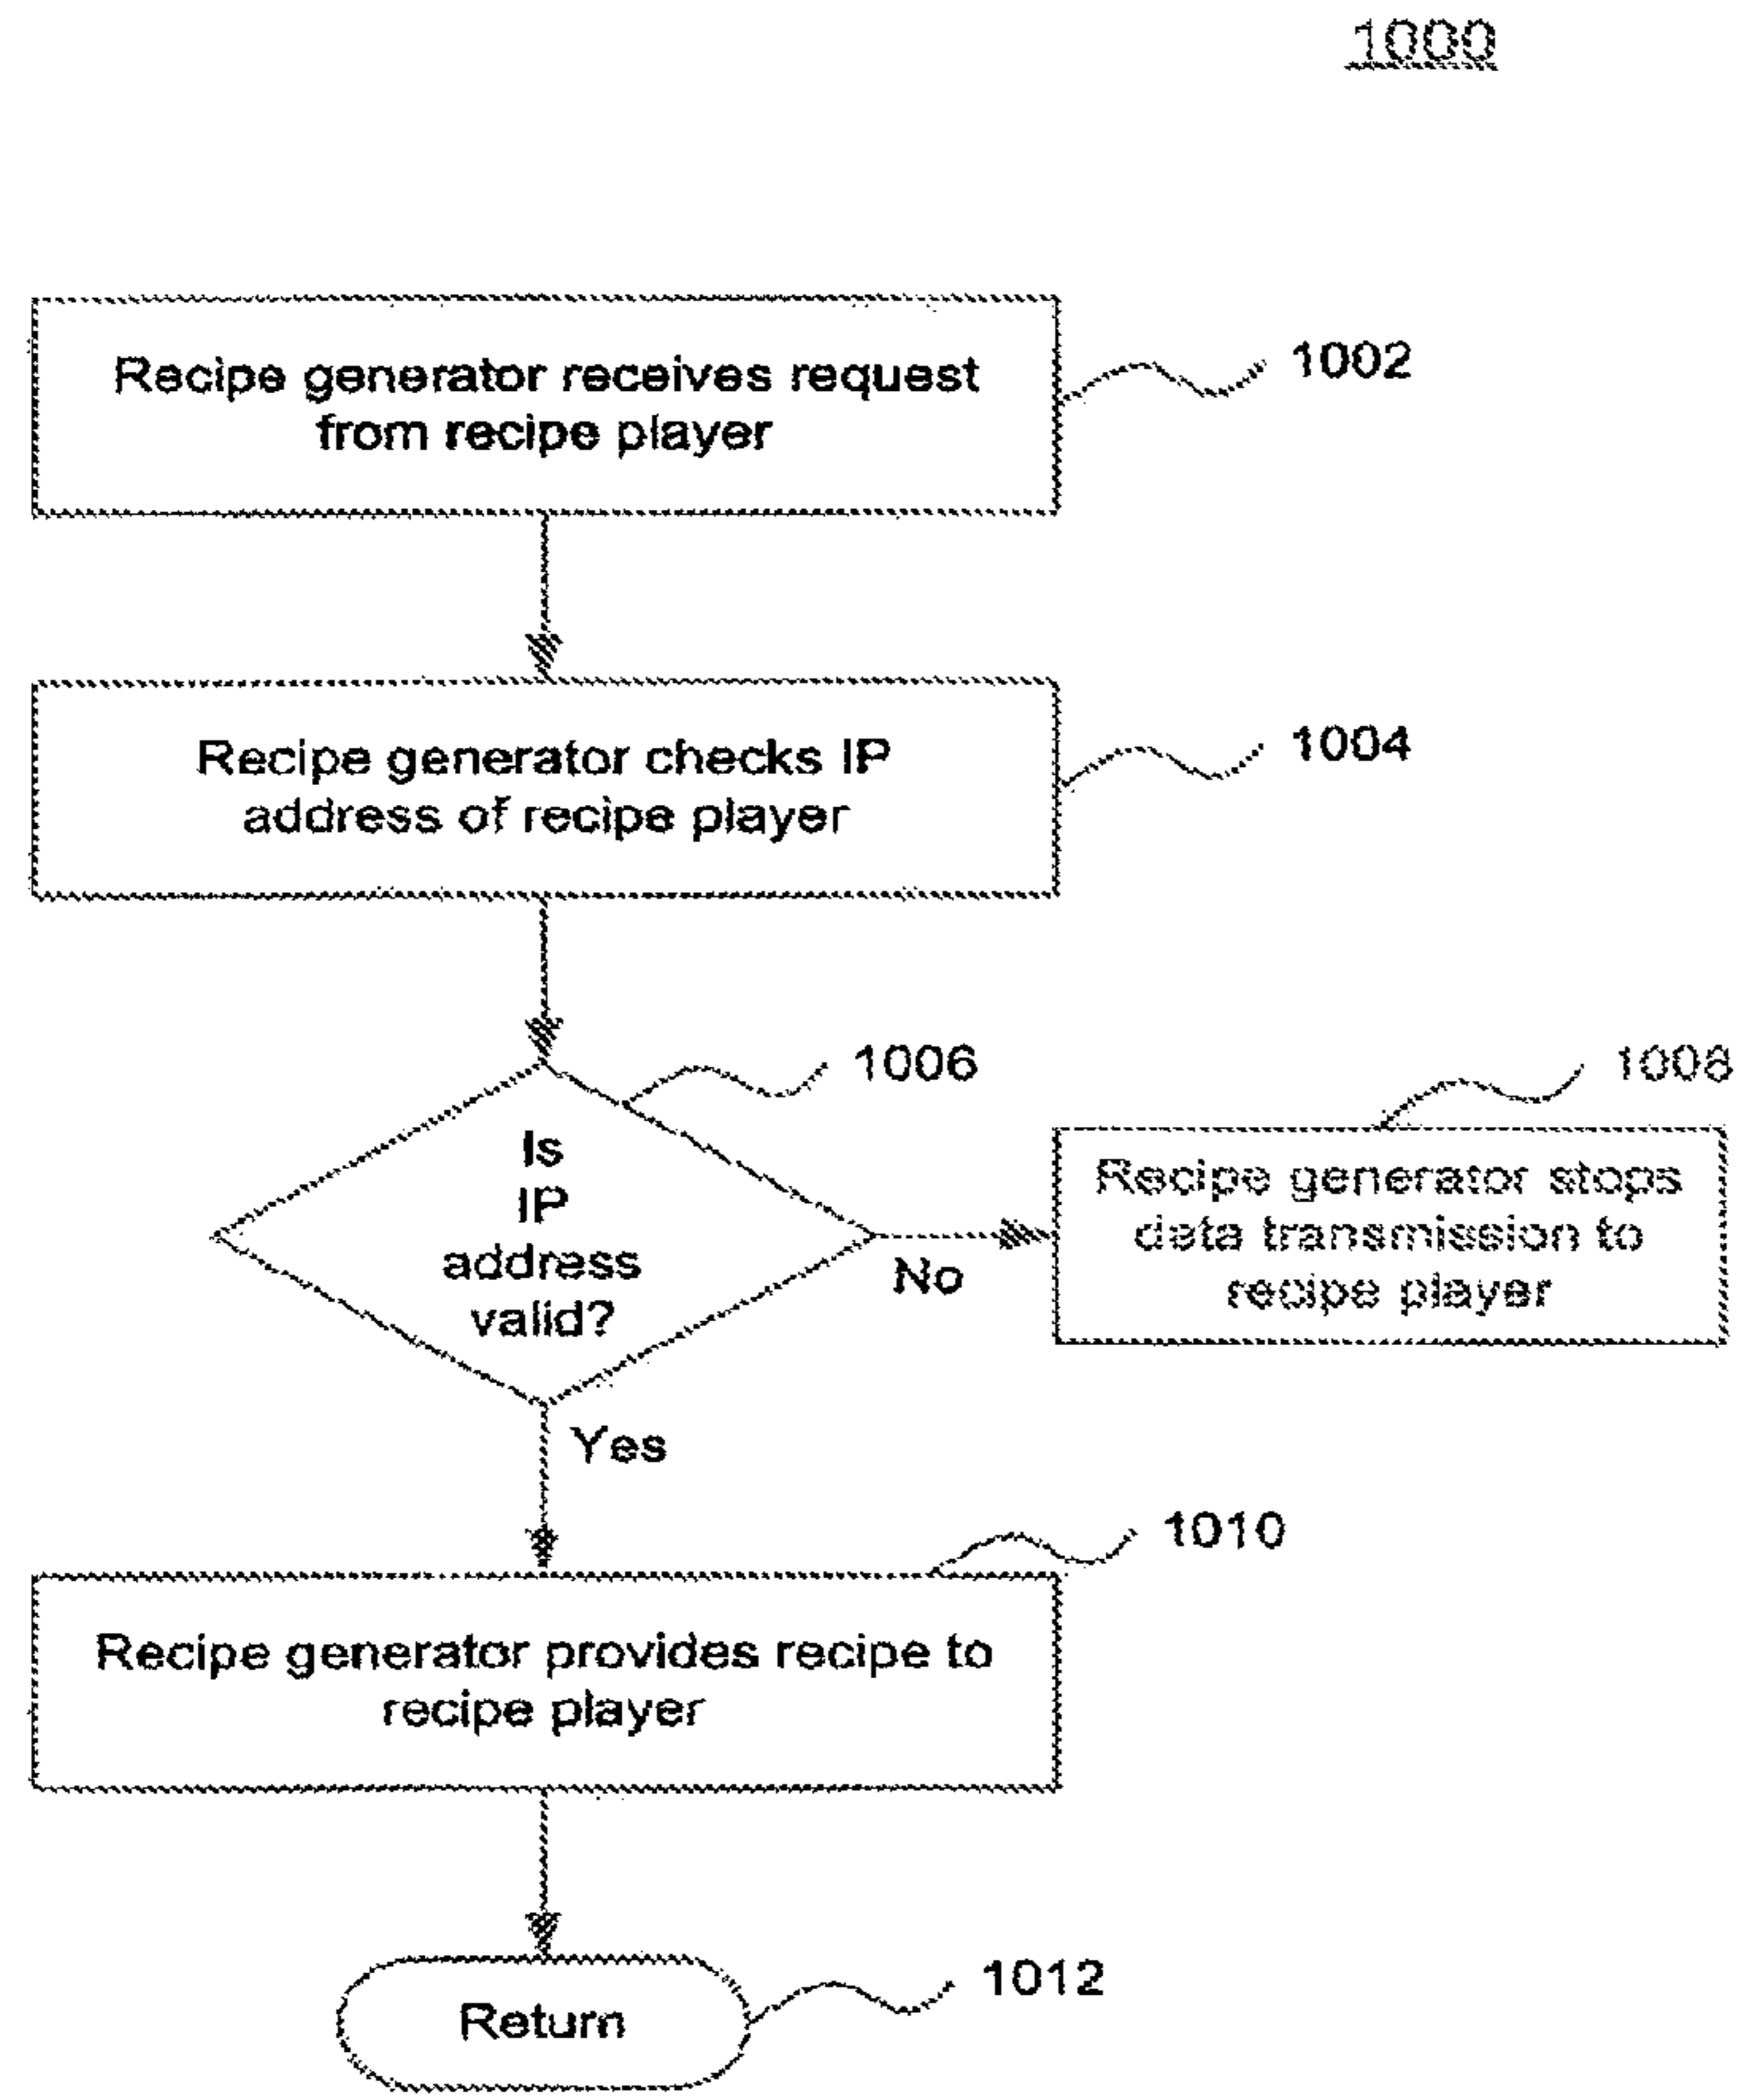 1000
Recipe generator receives request
from recipe player
1002
Recipe generator checks IP
address of recipe player
1004
1006
Is
IP
address
valid?
No
1008
Recipe generator stops
data transmission to
recipe player
Yes
1010
Recipe generator provides recipe to
recipe player
Return
1012